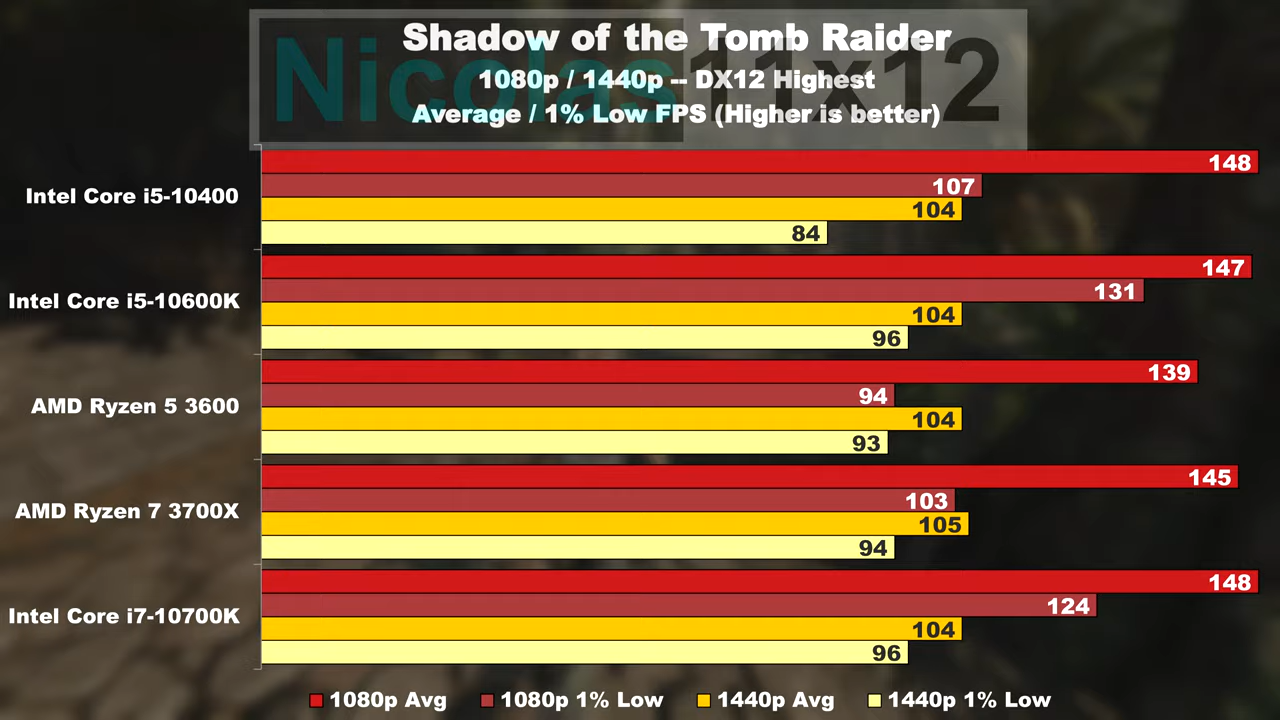 Nicolas11x12
Shadow of the Tomb Raider
1080p / 1440p -- DX12 Highest
Average / 1% Low FPS (Higher is better)
Intel Core i5-10400
148
107
104
84
Intel Core i5-10600K
147
131
104
96
AMD Ryzen 5 3600
139
94
104
93
AMD Ryzen 7 3700X
145
103
105
94
Intel Core i7-10700K
148
124
104
96
1080p Avg 1080p 1% Low 1440p Avg 1440p 1% Low